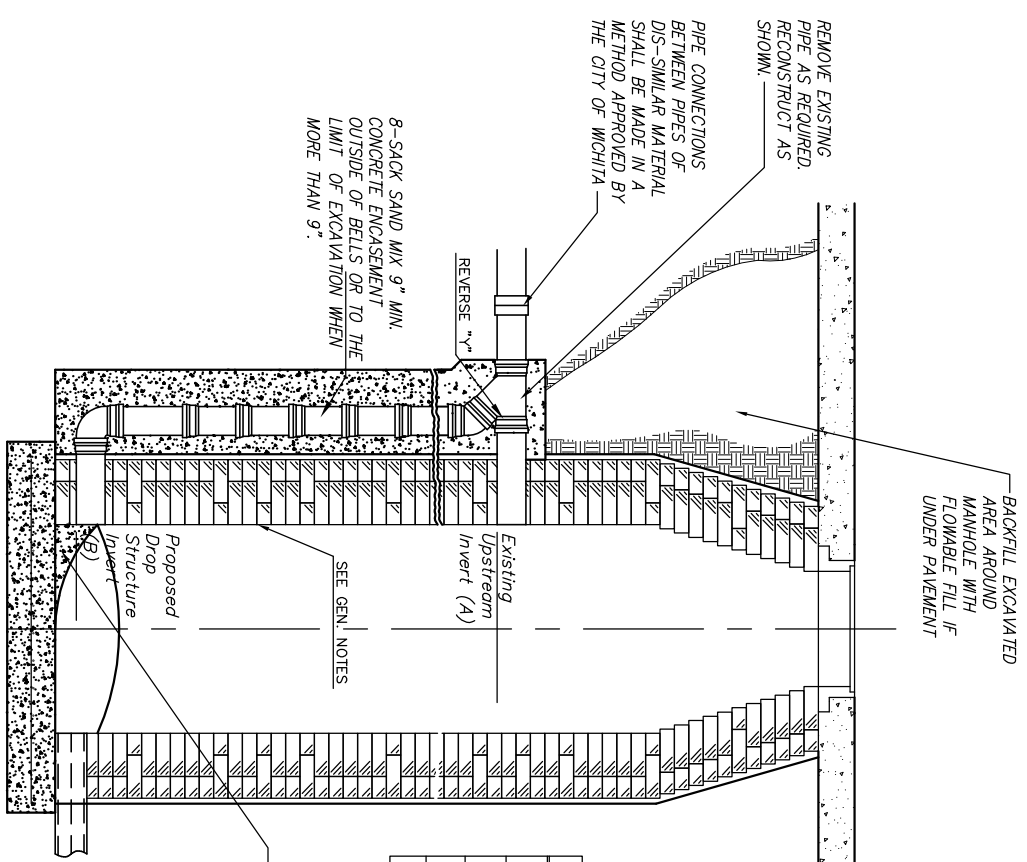 REMOVE EXISTING
PIPE AS REQUIRED.
RECONSTRUCT AS
SHOWN.
PIPE CONNECTIONS
BETWEEN PIPES OF
DIS-SIMILAR MATERIAL
SHALL BE MADE IN A
METHOD APPROVED BY
THE CITY OF WICHITA
8-SACK SAND MIX 9" MIN.
CONCRETE ENCASEMENT
OUTSIDE OF BELLS OR TO THE
LIMIT OF EXCAVATION WHEN
MORE THAN 9".
REVERSE "Y"
BACKFILL EXCAVATED
AREA AROUND
MANHOLE WITH
FLOWABLE FILL IF
UNDER PAVEMENT
Existing
Upstream
Invert (A)
SEE GEN. NOTES
Proposed
Drop
Structure
Invert
(B)